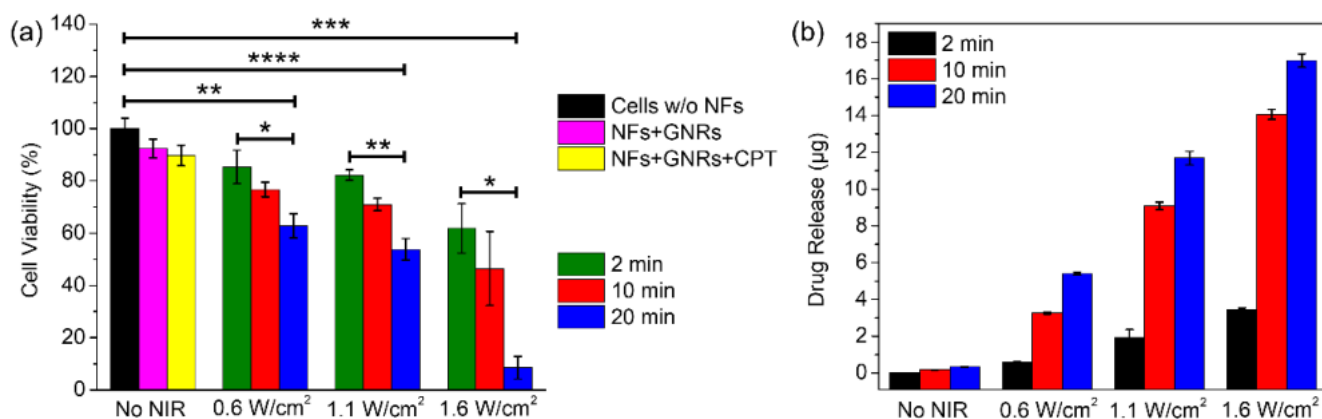 (a)
Cell Viability (%)
140
120
100
80
60
40
20
0
***
****
**
*
**
*
No NIR
0.6 W/cm²
1.1 W/cm²
1.6 W/cm²
Cells w/o NFs
NFs+GNRs
NFs+GNRs+CPT
2 min
10 min
20 min
(b)
Drug Release (µg)
18
16
14
12
10
8
6
4
2
0
2 min
10 min
20 min
No NIR
0.6 W/cm²
1.1 W/cm²
1.6 W/cm²